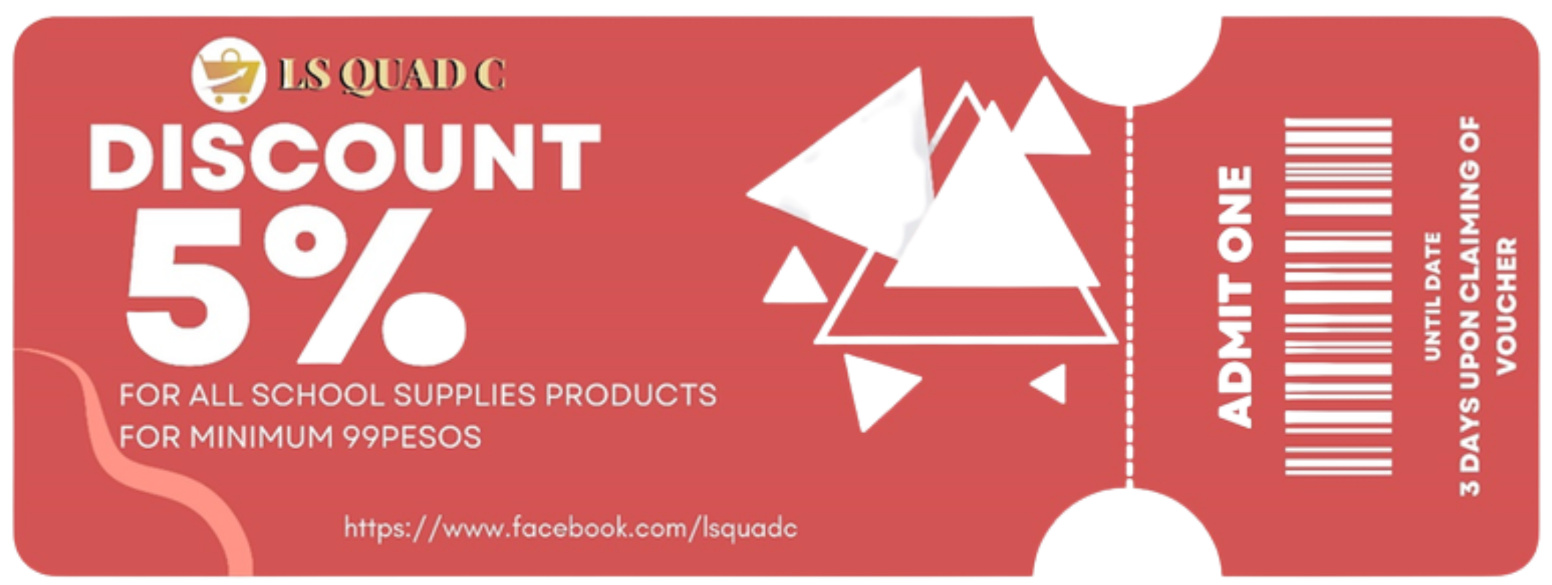 LS QUAD C
DISCOUNT
5%
FOR ALL SCHOOL SUPPLIES PRODUCTS
FOR MINIMUM 99PESOS
https://www.facebook.com/lsquadc
ADMIT ONE
UNTIL DATE
3 DAYS UPON CLAIMING OF
VOUCHER